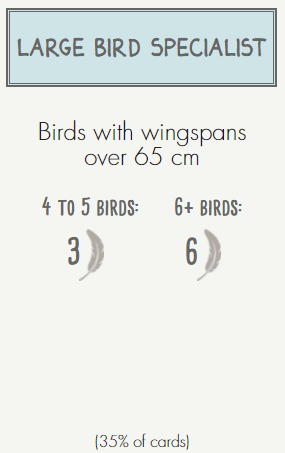 LARGE BIRD SPECIALIST
Birds with wingspans
over 65 cm
4 TO 5 BIRDS: 6+ BIRDS:
3 6
(35% of cards)